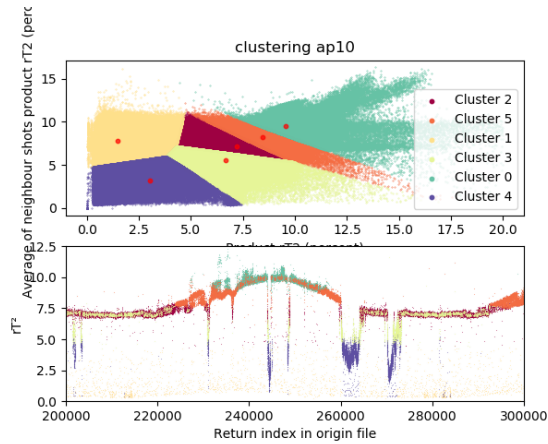 clustering ap10
Average of neighbour shots product rT2 (perc
15
10
5
0
0.0 2.5 5.0 7.5 10.0 12.5 15.0 17.5 20.0
Cluster 2
Cluster 5
Cluster 1
Cluster 3
Cluster 0
Cluster 4
Product rT2 (percent)
12.5
10.0
7.5
5.0
2.5
0.0
rT²
200000 220000 240000 260000 280000 300000
Return index in origin file